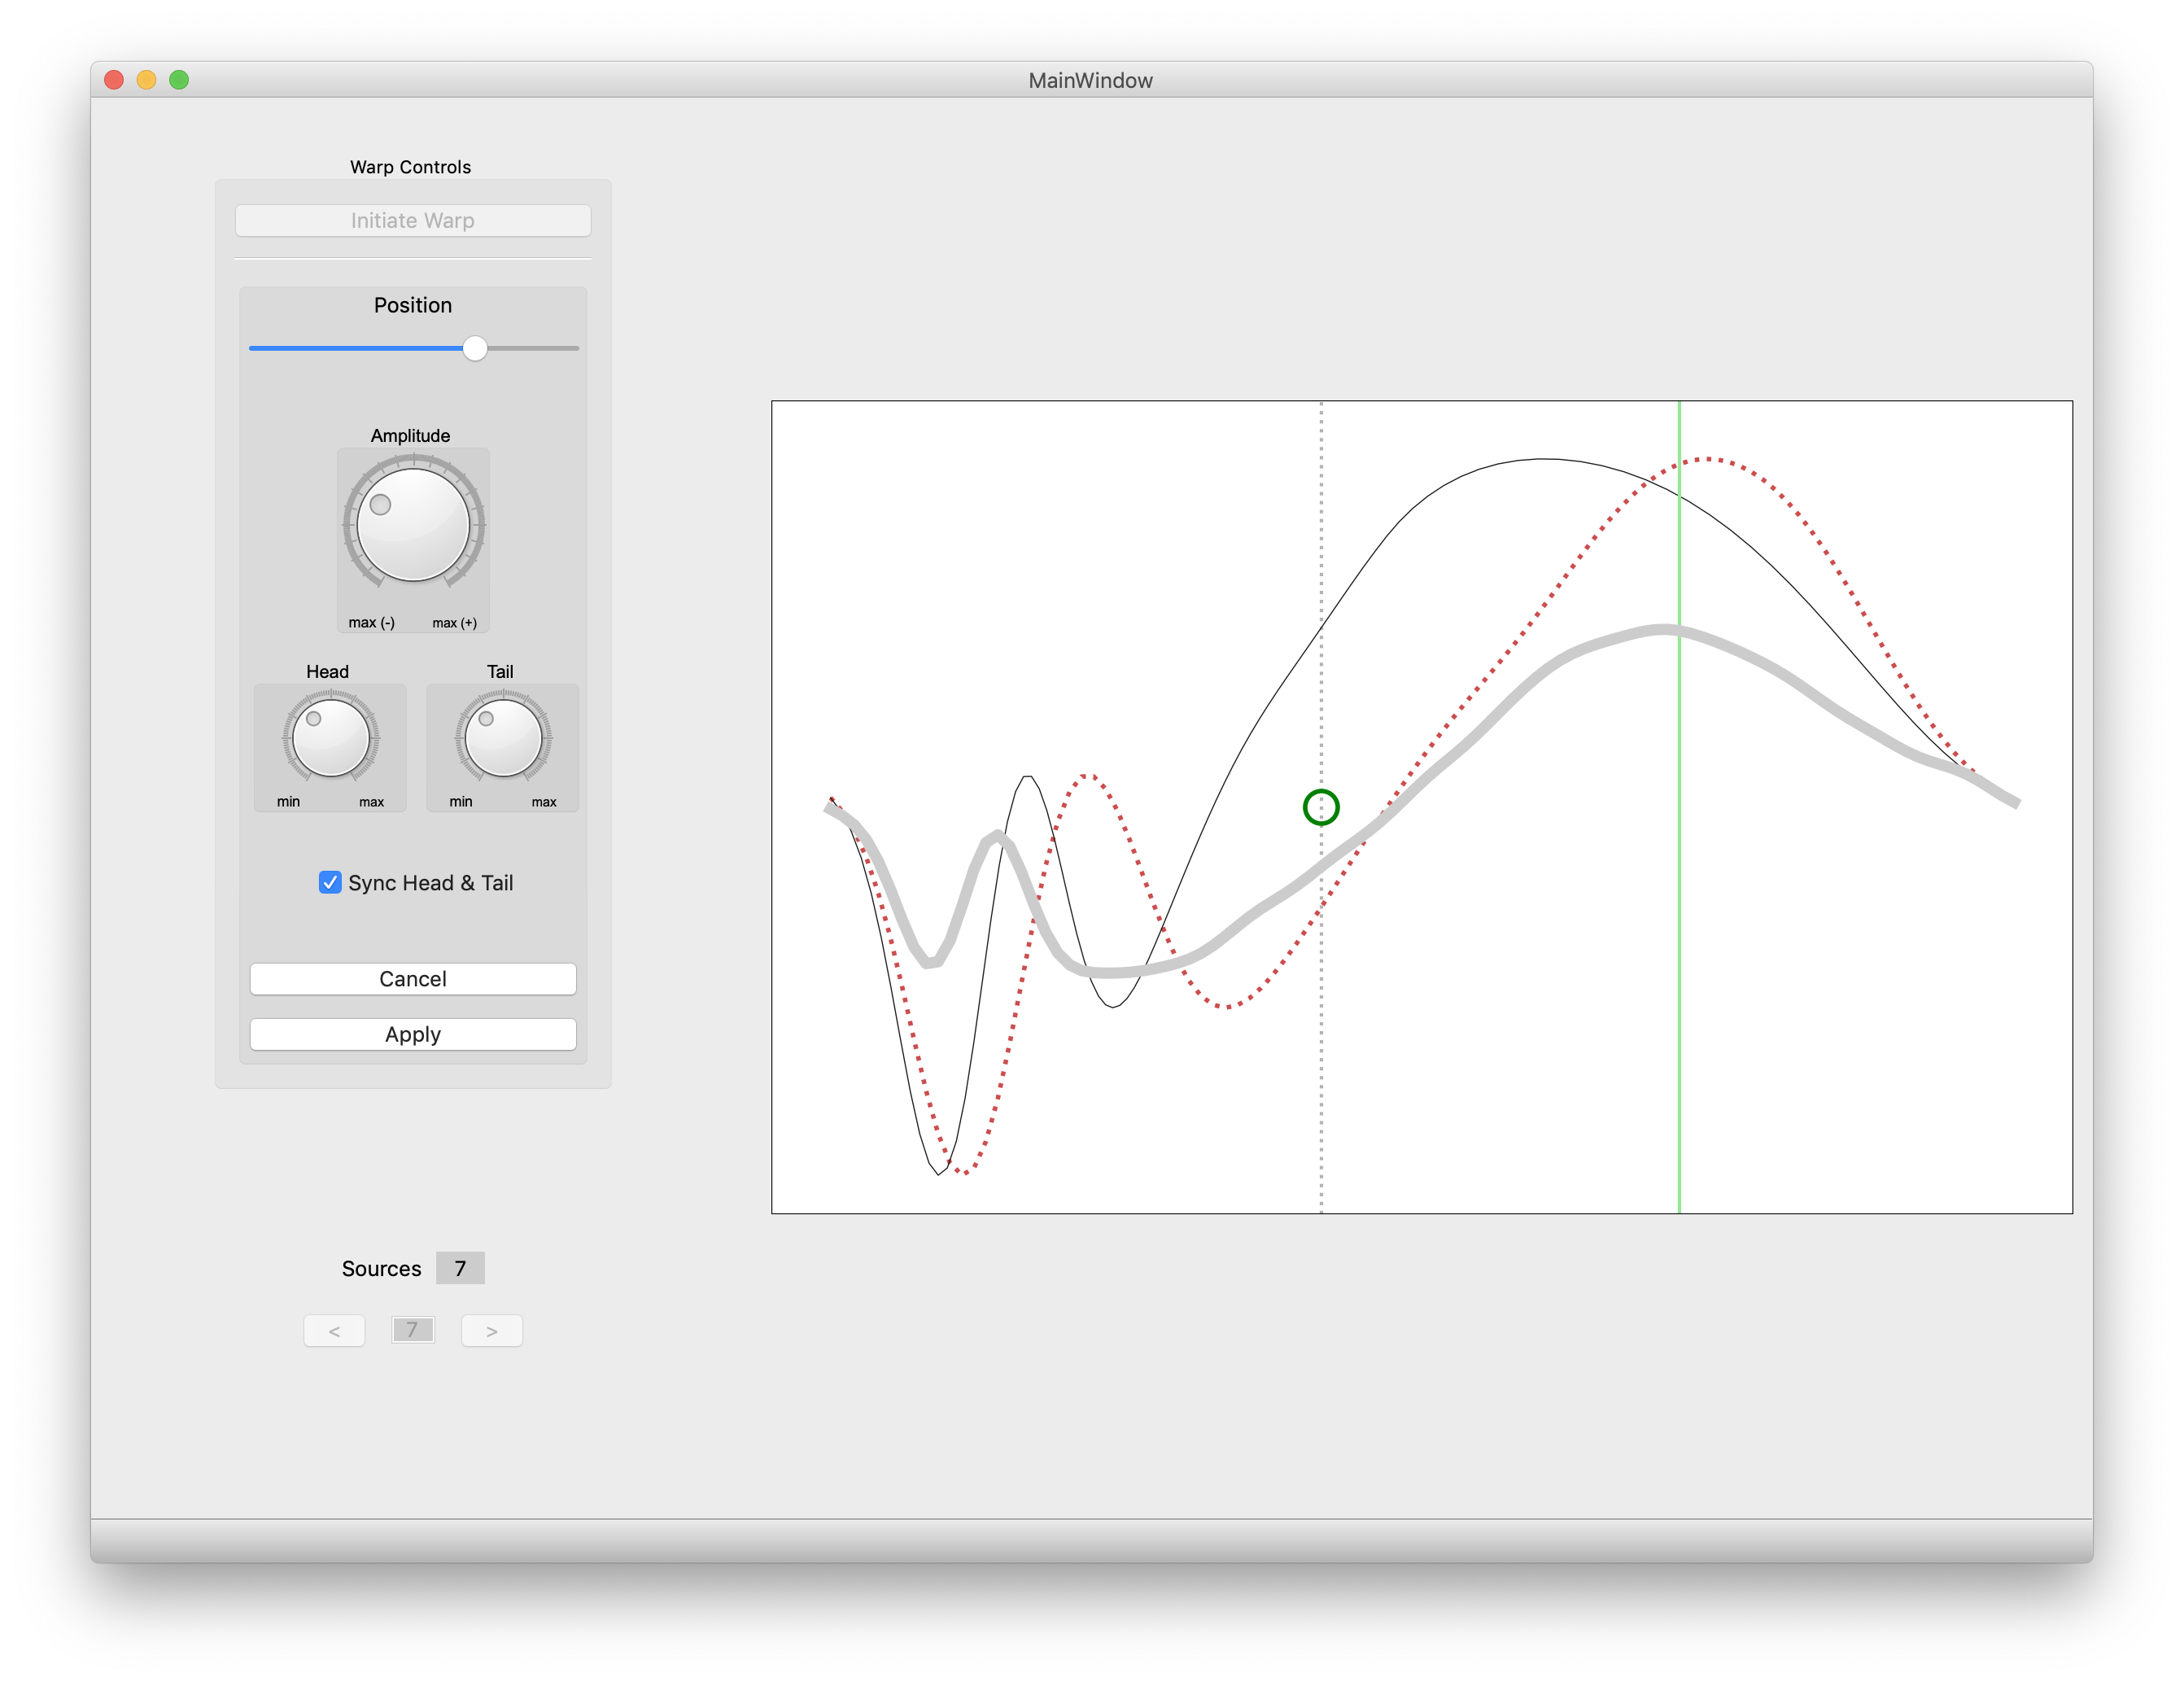 MainWindow
Warp Controls
Initiate Warp
Position
Amplitude
max (-) max (+)
Head Tail
min max min max
Sync Head & Tail
Cancel
Apply
Sources 7
< 7 >